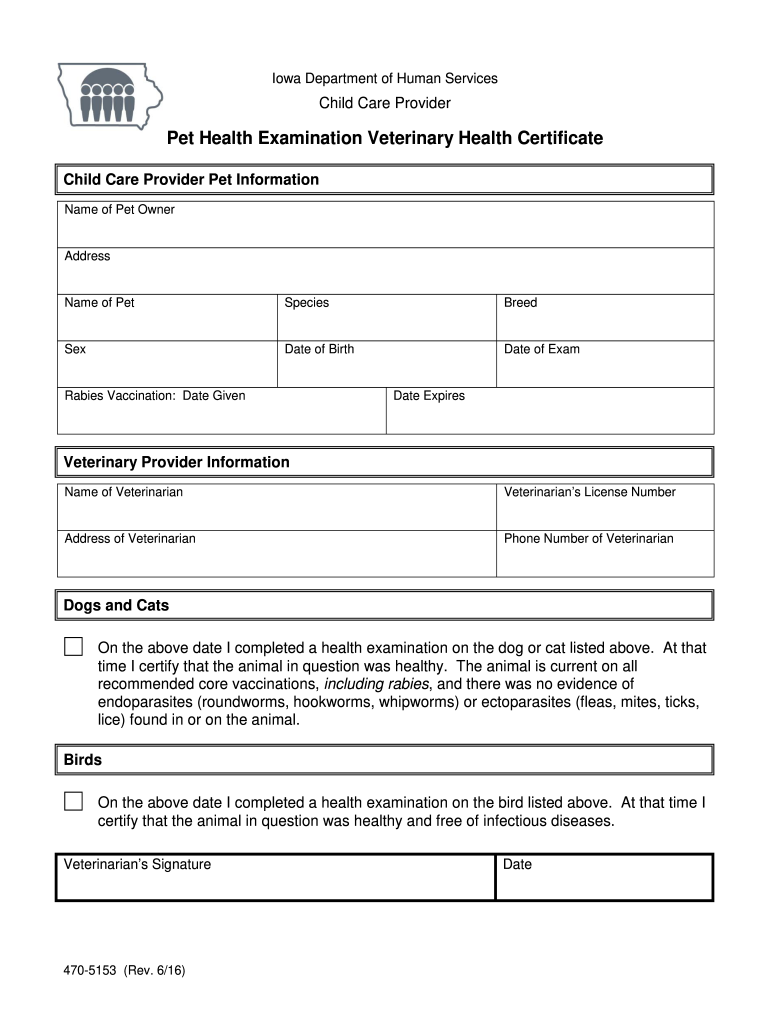 Iowa Department of Human Services
Child Care Provider
Pet Health Examination Veterinary Health Certificate
Child Care Provider Pet Information
Name of Pet Owner
Address
Name of Pet Species Breed
Sex Date of Birth Date of Exam
Rabies Vaccination:  Date Given Date Expires
Veterinary Provider Information
Name of Veterinarian Veterinarian's License Number
Address of Veterinarian Phone Number of Veterinarian
Dogs and Cats
On the above date I completed a health examination on the dog or cat listed above.  At that
time I certify that the animal in question was healthy.  The animal is current on all
recommended core vaccinations, including rabies, and there was no evidence of
endoparasites (roundworms, hookworms, whipworms) or ectoparasites (fleas, mites, ticks,
lice) found in or on the animal.
Birds
On the above date I completed a health examination on the bird listed above.  At that time I
certify that the animal in question was healthy and free of infectious diseases.
Veterinarian's Signature Date
470-5153  (Rev. 6/16)